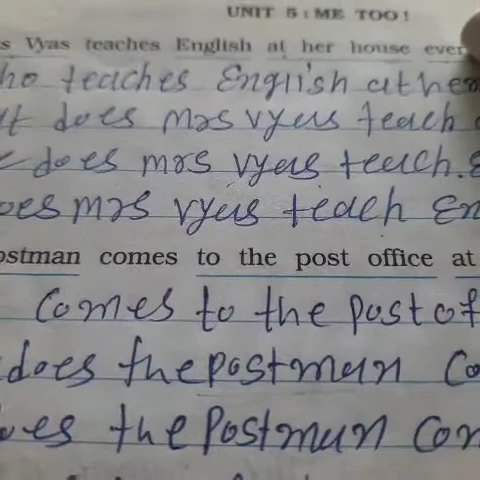 UNIT 5 : ME TOO !
s Vyas teaches English at her house ever
ho teaches English at her
does mrs vyas teach
does mrs vyas teach.
oes mrs vyas teach En
ostman comes to the post office at
comes to the post of
does the postman Co
oes the Postman Com